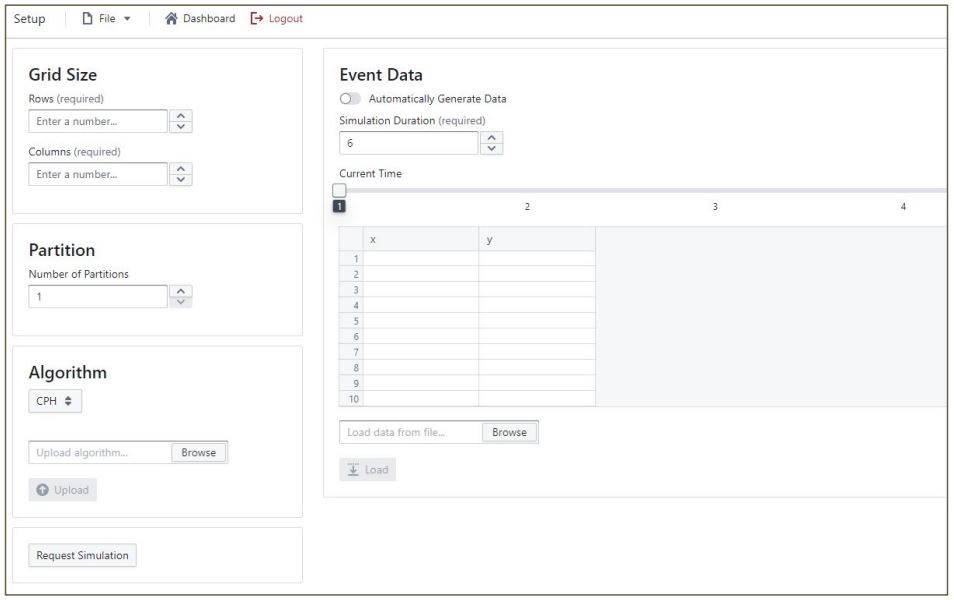 Setup File Dashboard Logout
Grid Size
Rows (required)
Enter a number...
Columns (required)
Enter a number...
Partition
Number of Partitions
1
Algorithm
CPH
Upload algorithm... Browse
Upload
Request Simulation
Event Data
Automatically Generate Data
Simulation Duration (required)
6
Current Time
1 2 3 4
x y
1
2
3
4
5
6
7
8
9
10
Load data from file... Browse
Load